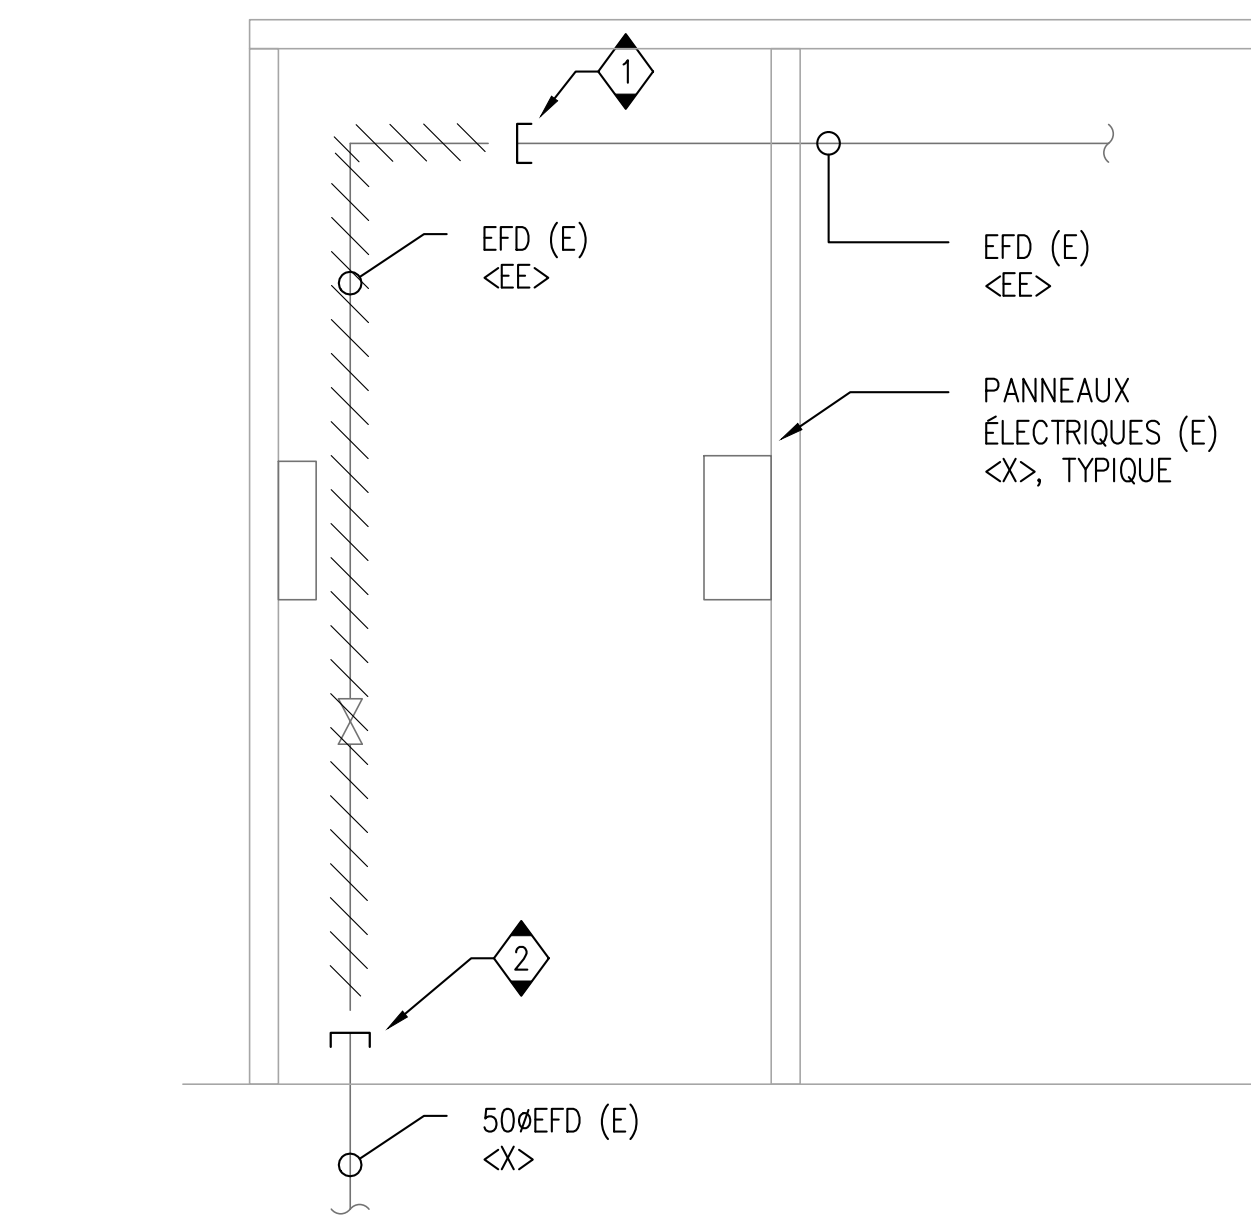 1
EFD (E)
<EE>
EFD (E)
<EE>
PANNEAUX
ÉLECTRIQUES (E)
<X>, TYPIQUE
2
50øEFD (E)
<X>